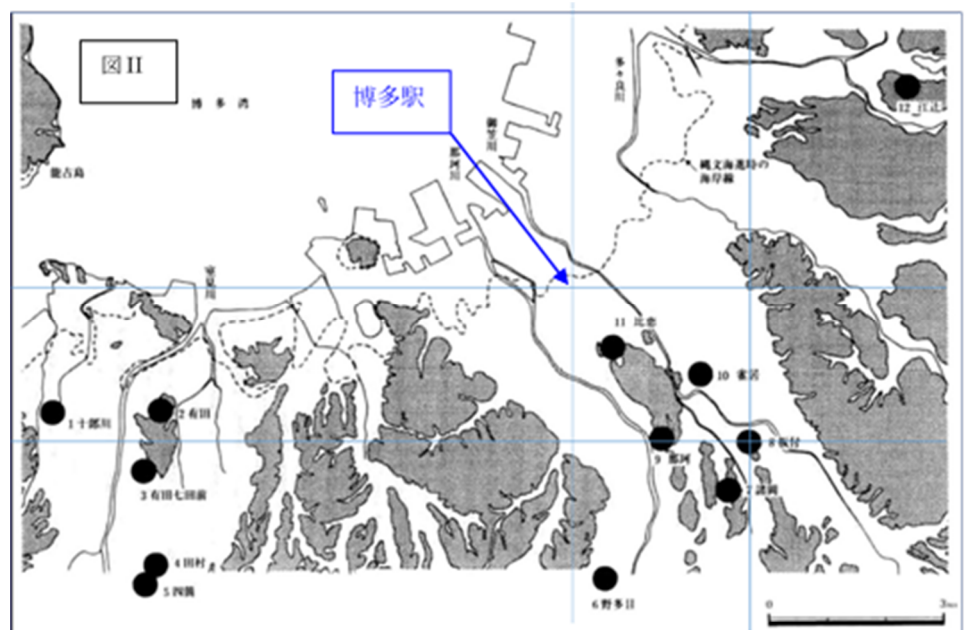 図II
博多湾
博多駅
多々良川
12 江辻
御笠川
那珂川
縄文海進時の
海岸線
能古島
室見川
11 比恵
10 雀居
1 十郎川
2 有田
8 板付
9 那珂
3 有田七田前
7 諸岡
4 田村
5 四箇
6 野多目
0
3